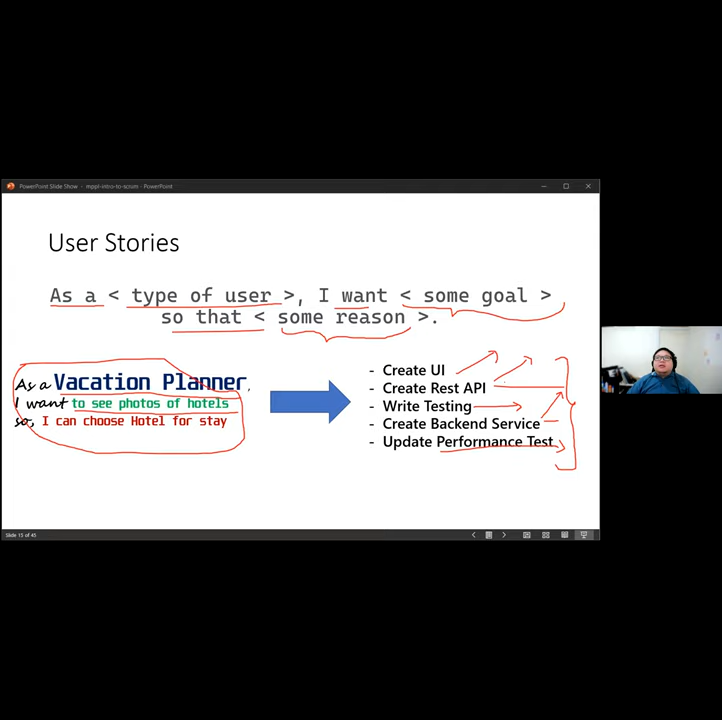 PowerPoint Slide Show - mppl-intro-to-scrum - PowerPoint
User Stories
As a < type of user >, I want < some goal >
so that < some reason >.
As a Vacation Planner,
I want to see photos of hotels
so, I can choose Hotel for stay
- Create UI
- Create Rest API
- Write Testing
- Create Backend Service
- Update Performance Test
Slide 15 of 45